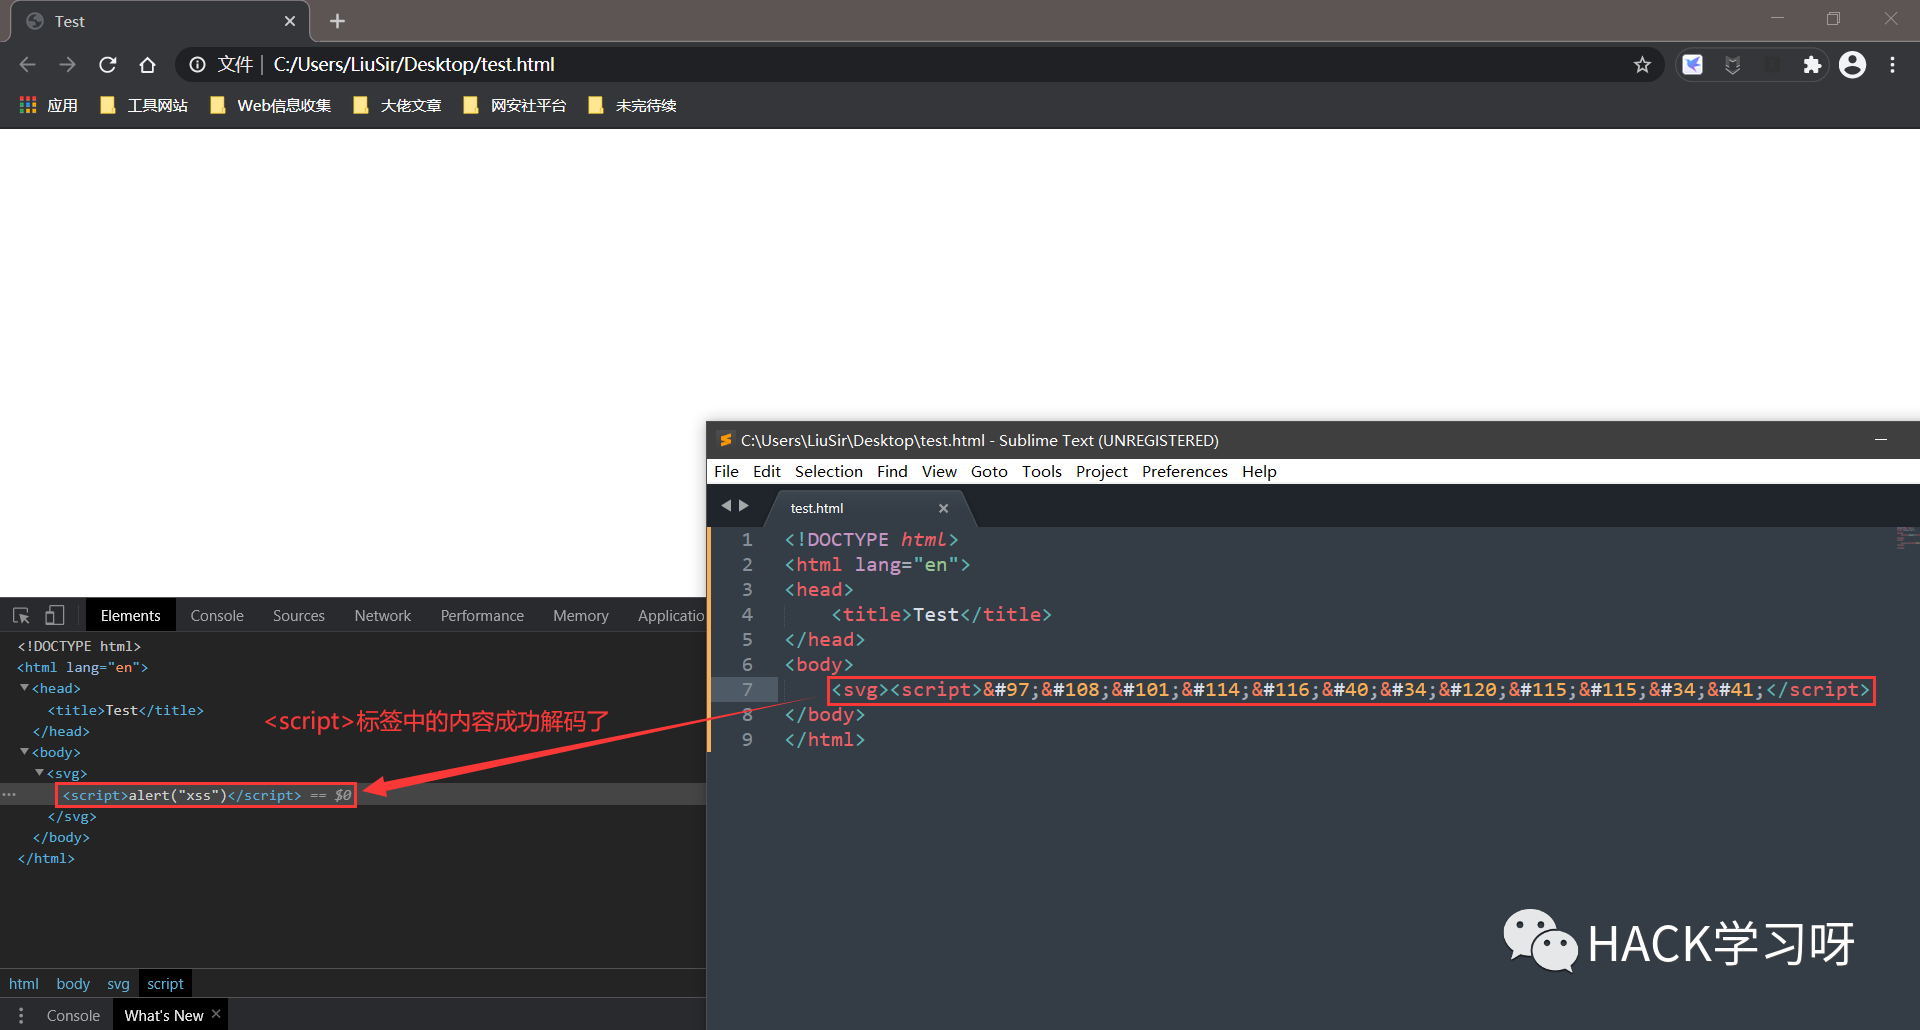 Test
文件 | C:/Users/LiuSir/Desktop/test.html
应用 工具网站 Web信息收集 大佬文章 网安社平台 未完待续
C:\Users\LiuSir\Desktop\test.html - Sublime Text (UNREGISTERED)
File Edit Selection Find View Goto Tools Project Preferences Help
test.html
1 <!DOCTYPE html>
2 <html lang="en">
3 <head>
4 <title>Test</title>
5 </head>
6 <body>
7 <svg><script>&#97;&#108;&#101;&#114;&#116;&#40;&#34;&#120;&#115;&#115;&#34;&#41;</script>
8 </body>
9 </html>
Elements Console Sources Network Performance Memory Applicatio
<!DOCTYPE html>
<html lang="en">
<head>
<title>Test</title>
</head>
<body>
<svg>
<script>alert("xss")</script> == $0
</svg>
</body>
</html>
<script>标签中的内容成功解码了
html body svg script
Console What's New
HACK学习呀